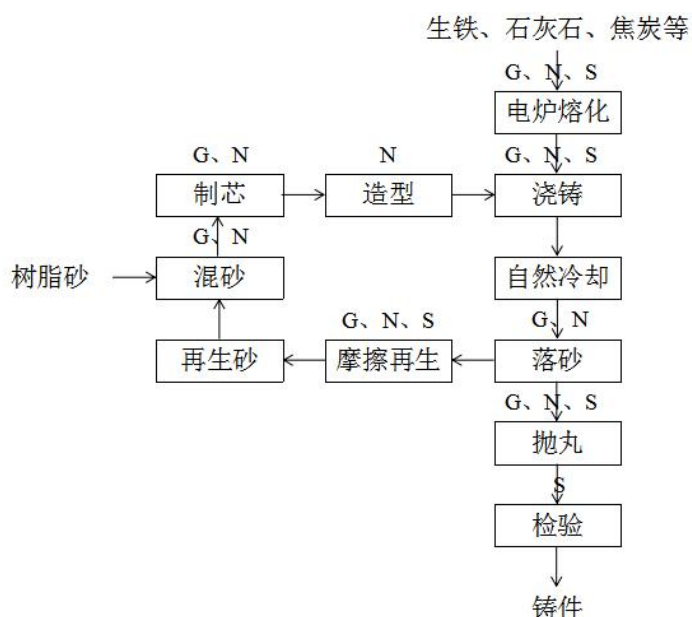 生铁、石灰石、焦炭等
G、N、S
电炉熔化
G、N
N
G、N、S
制芯
造型
浇铸
G、N
树脂砂
混砂
自然冷却
G、N、S
G、N
再生砂
摩擦再生
落砂
G、N、S
抛丸
S
检验
铸件